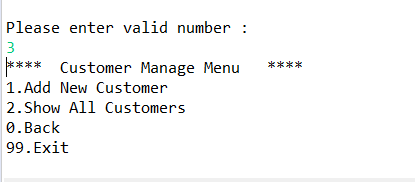 Please enter valid number :
3
****  Customer Manage Menu   ****
1.Add New Customer
2.Show All Customers
0.Back
99.Exit